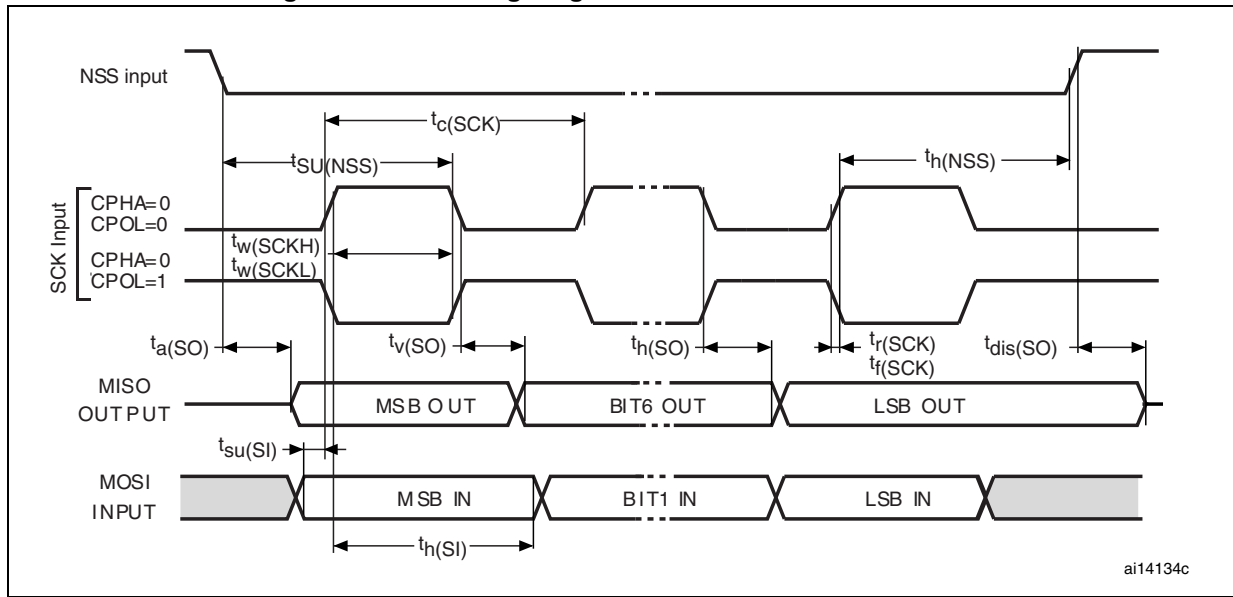 NSS input
tc(SCK)
tSU(NSS)
th(NSS)
SCK Input
CPHA=0
CPOL=0
tw(SCKH)
CPHA=0
tw(SCKL)
CPOL=1
ta(SO)
tv(SO)
th(SO)
tr(SCK)
tf(SCK)
tdis(SO)
MISO
OUTPUT
MSB OUT
BIT6 OUT
LSB OUT
tsu(SI)
MOSI
INPUT
MSB IN
BIT1 IN
LSB IN
th(SI)
ai14134c